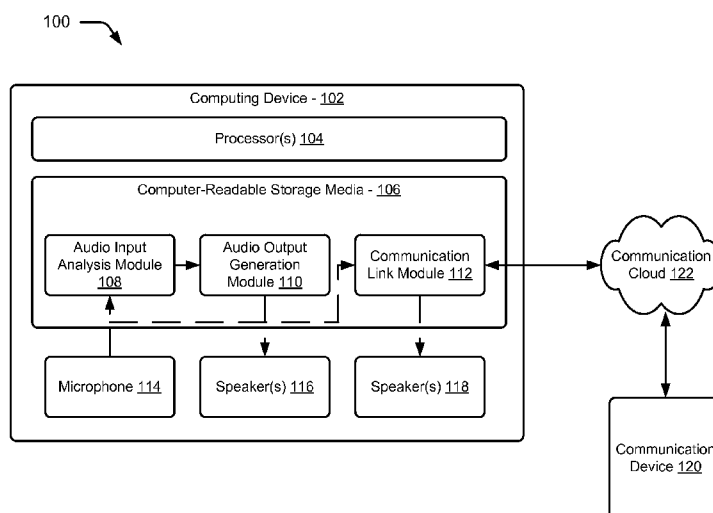 100
Computing Device - 102
Processor(s) 104
Computer-Readable Storage Media - 106
Audio Input
Analysis Module
108
Audio Output
Generation
Module 110
Communication
Link Module 112
Communication
Cloud 122
Microphone 114
Speaker(s) 116
Speaker(s) 118
Communication
Device 120